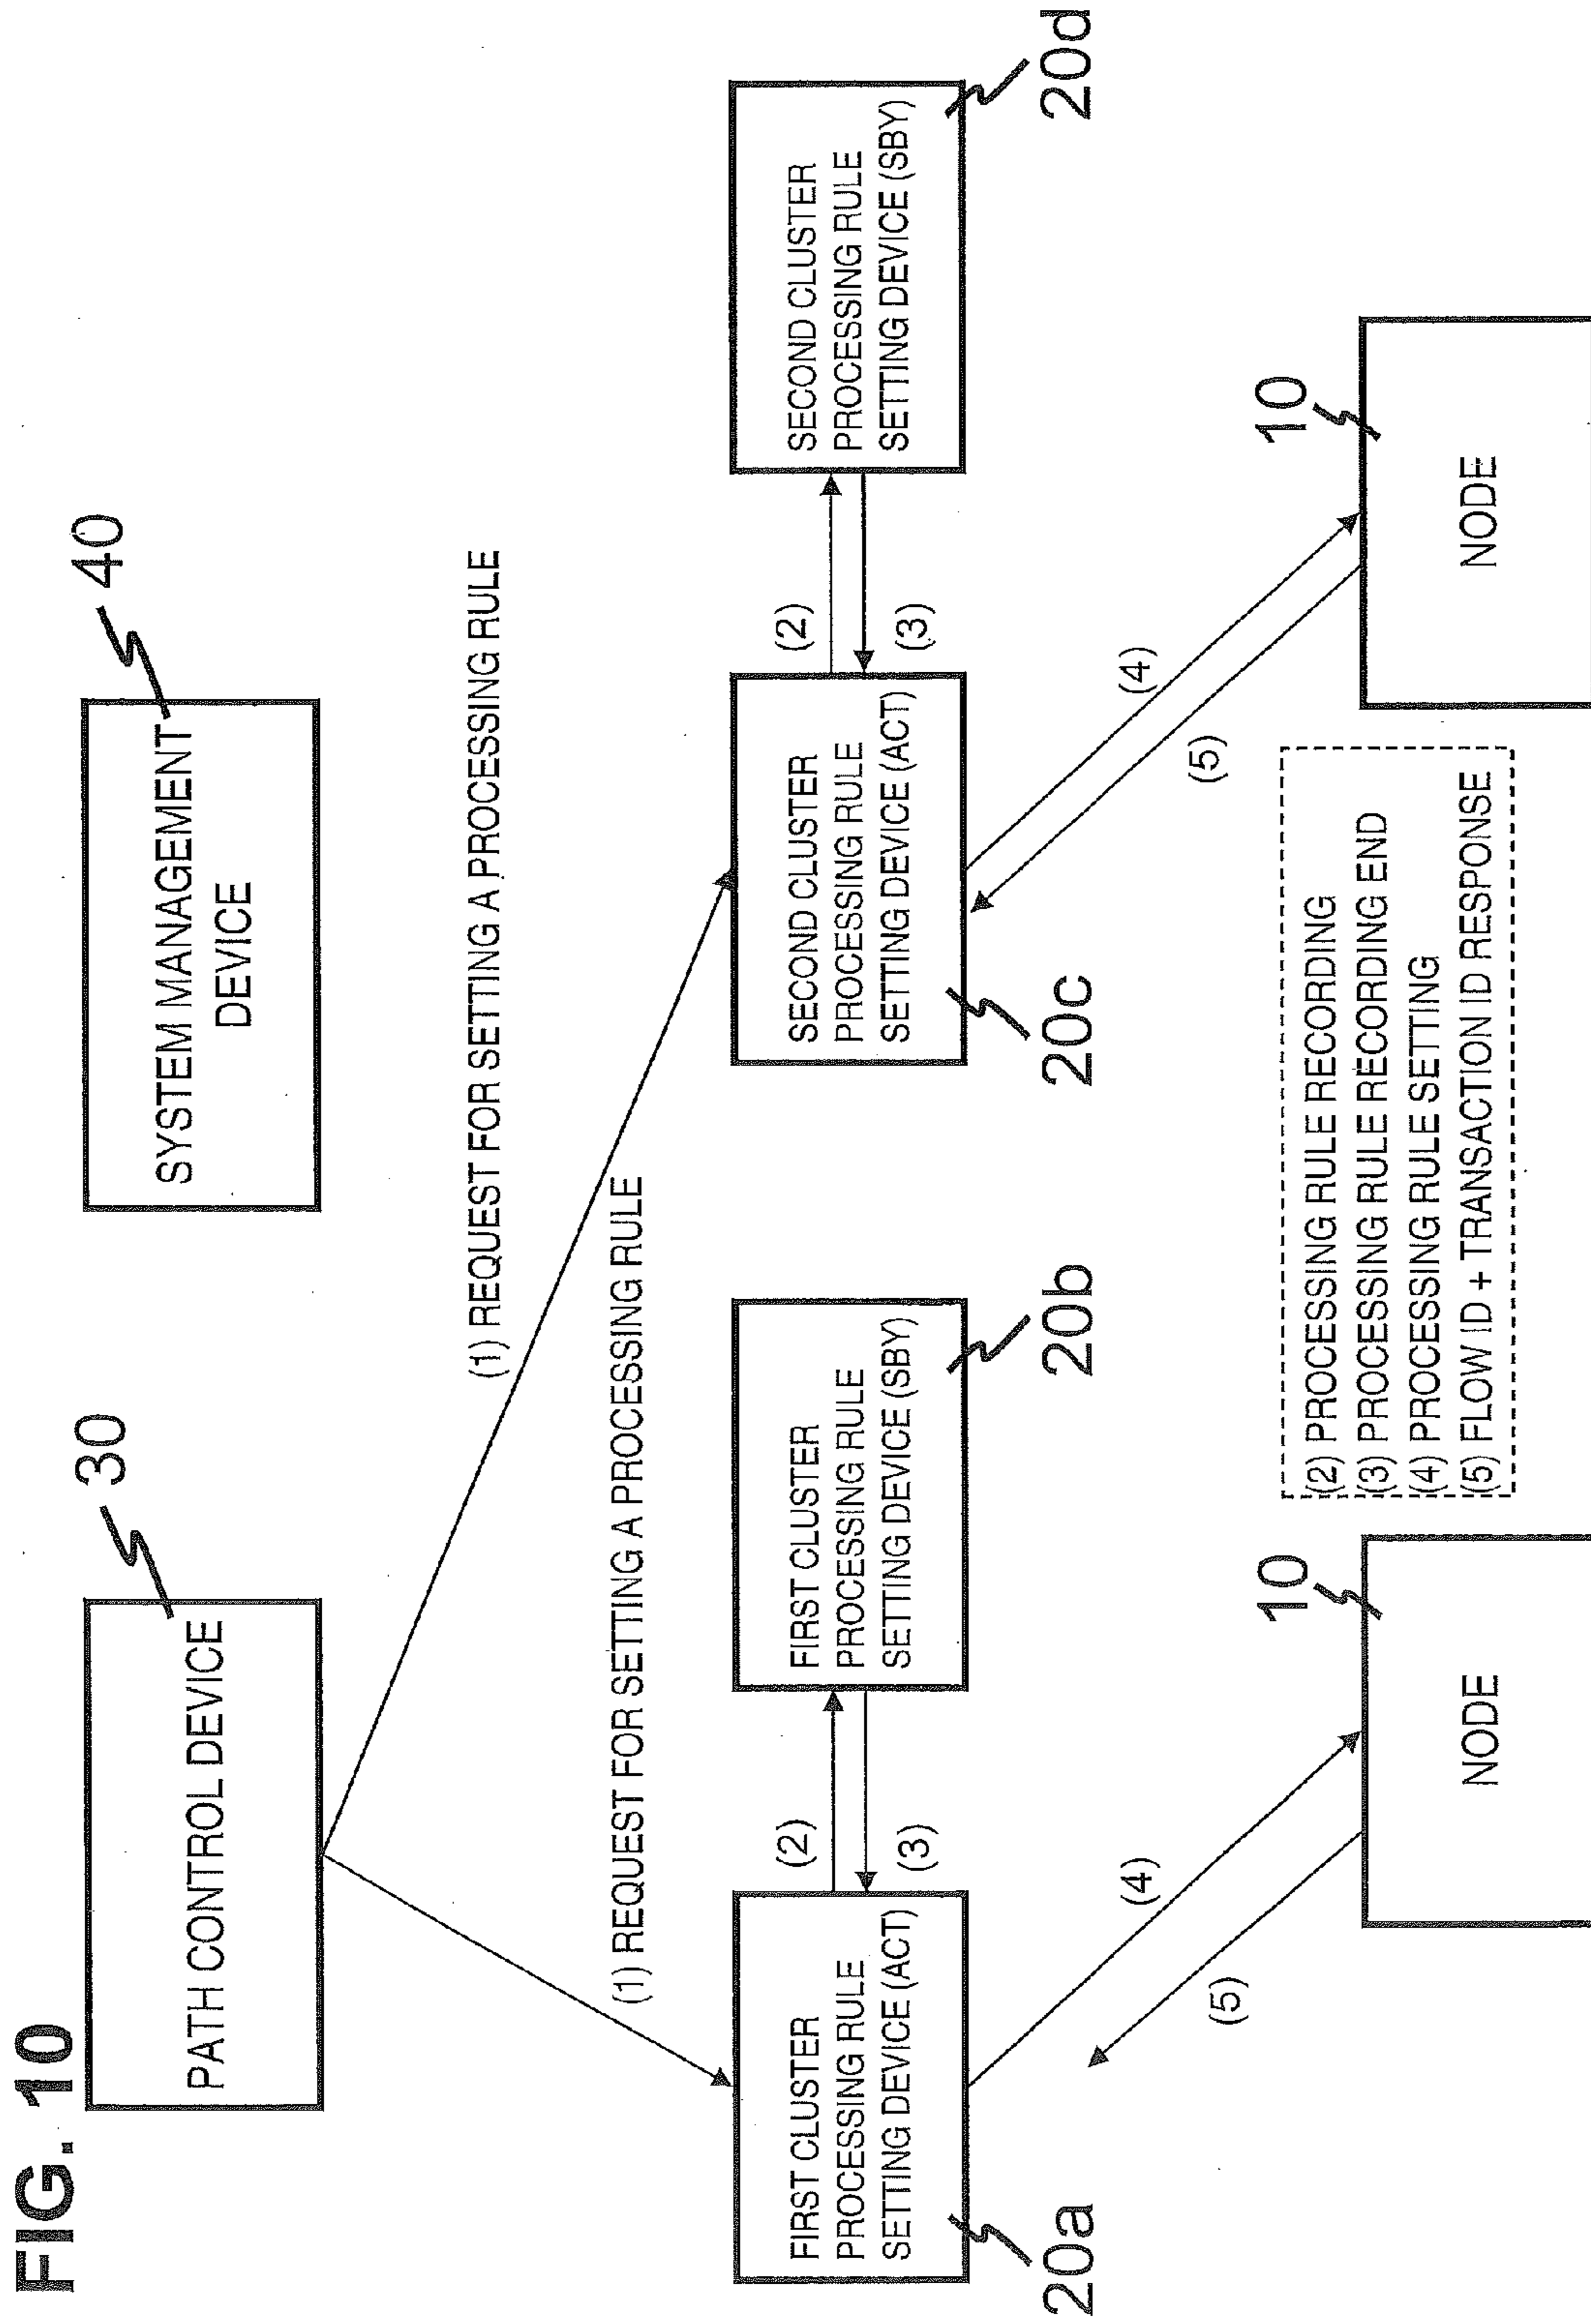 FIG. 10
30
PATH CONTROL DEVICE
40
SYSTEM MANAGEMENT
DEVICE
(1) REQUEST FOR SETTING A PROCESSING RULE
(1) REQUEST FOR SETTING A PROCESSING RULE
FIRST CLUSTER
PROCESSING RULE
SETTING DEVICE (ACT)
20a
(2)
(3)
FIRST CLUSTER
PROCESSING RULE
SETTING DEVICE (SBY)
20b
SECOND CLUSTER
PROCESSING RULE
SETTING DEVICE (ACT)
20c
(2)
(3)
SECOND CLUSTER
PROCESSING RULE
SETTING DEVICE (SBY)
20d
(4)
(5)
(4)
(5)
10
NODE
(2) PROCESSING RULE RECORDING
(3) PROCESSING RULE RECORDING END
(4) PROCESSING RULE SETTING
(5) FLOW ID + TRANSACTION ID RESPONSE
10
NODE